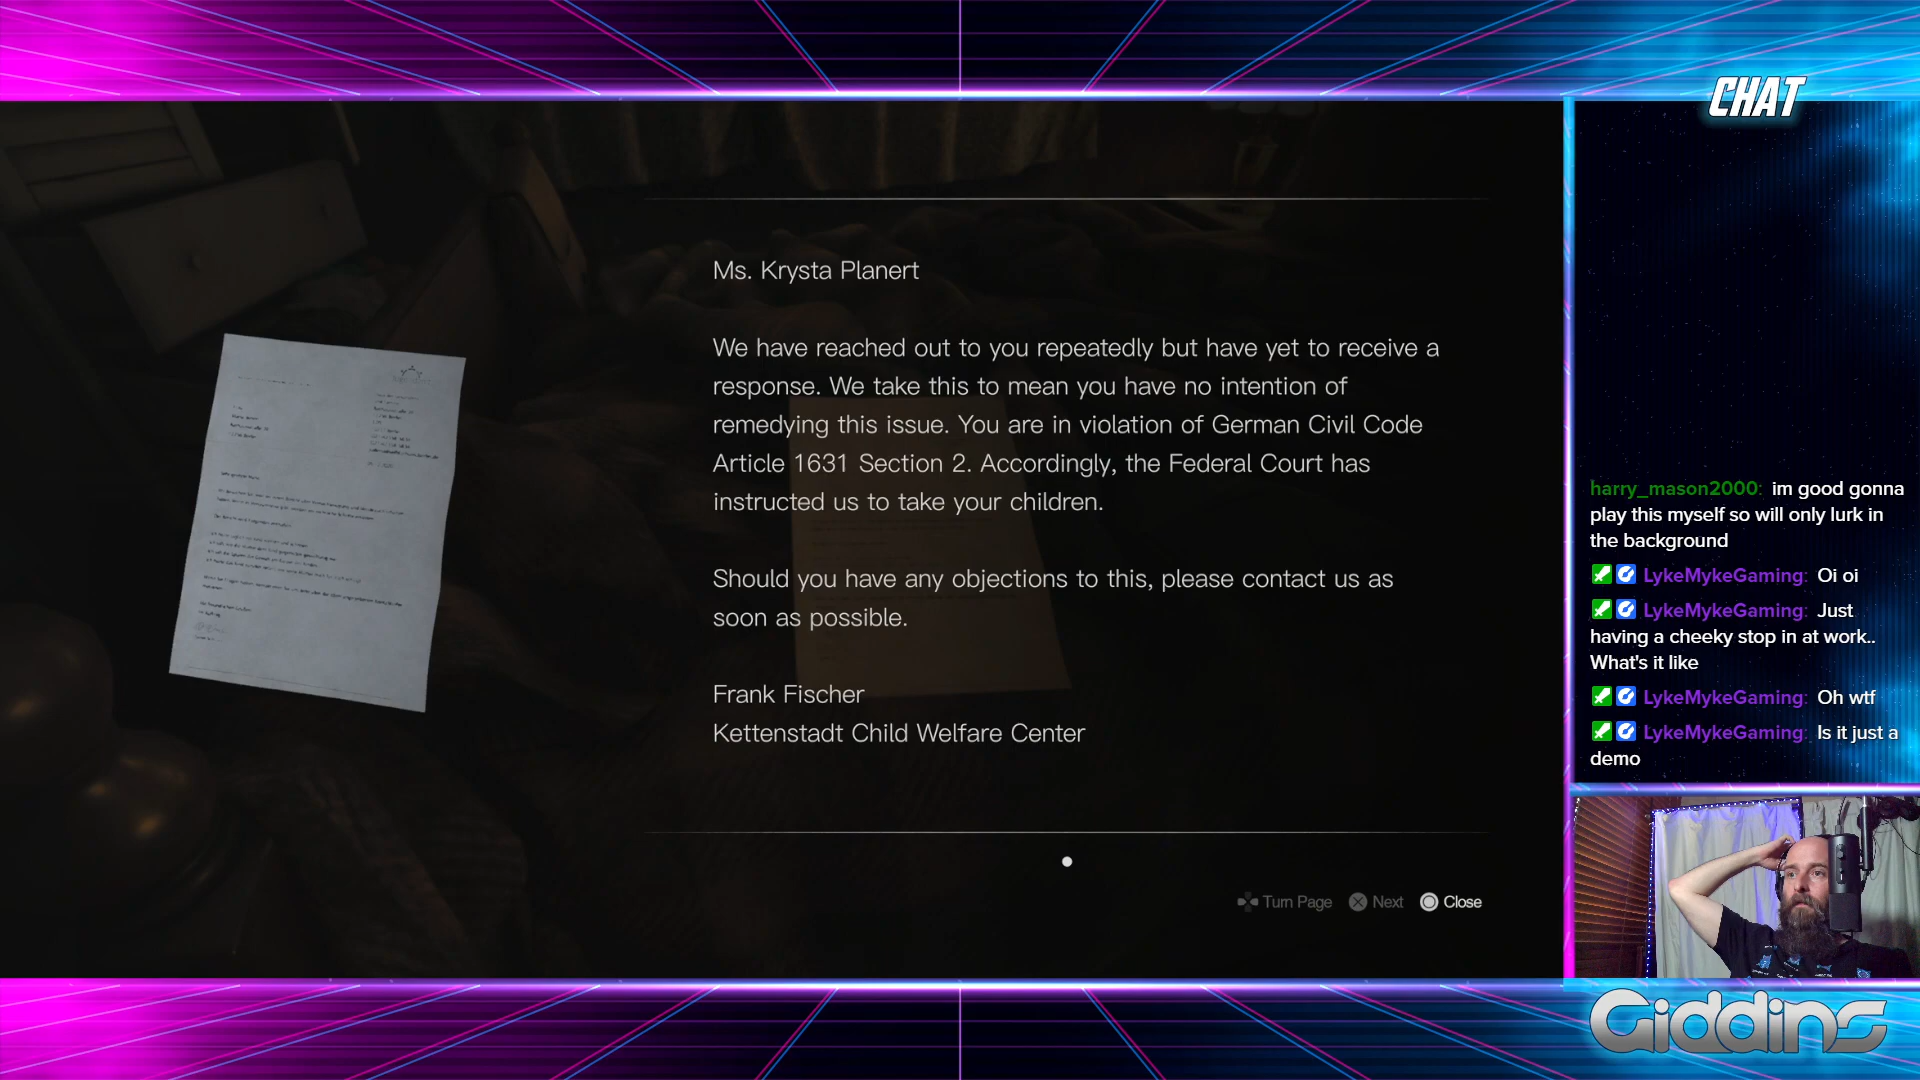 CHAT
Ms. Krysta Planert
We have reached out to you repeatedly but have yet to receive a
response. We take this to mean you have no intention of
remedying this issue. You are in violation of German Civil Code
Article 1631 Section 2. Accordingly, the Federal Court has
instructed us to take your children.
Should you have any objections to this, please contact us as
soon as possible.
Frank Fischer
Kettenstadt Child Welfare Center
Turn Page Next Close
harry_mason2000: im good gonna
play this myself so will only lurk in
the background
LykeMykeGaming: Oi oi
LykeMykeGaming: Just
having a cheeky stop in at work..
What's it like
LykeMykeGaming: Oh wtf
LykeMykeGaming: Is it just a
demo
Giddins